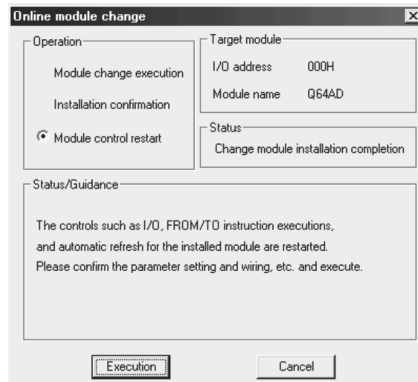 Online module change
Operation
Module change execution
Installation confirmation
Module control restart
Target module
I/O address 000H
Module name Q64AD
Status
Change module installation completion
Status/Guidance
The controls such as I/O, FROM/TO instruction executions,
and automatic refresh for the installed module are restarted.
Please confirm the parameter setting and wiring, etc. and execute.
Execution
Cancel